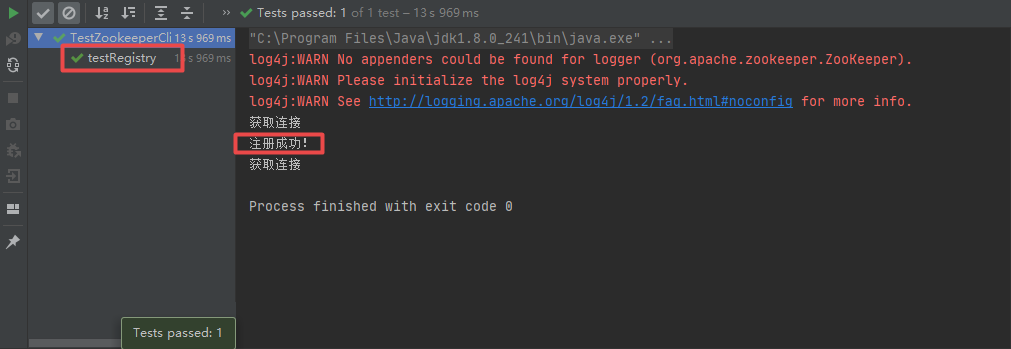 Tests passed: 1 of 1 test – 13 s 969 ms
TestZookeeperCli 13 s 969 ms
testRegistry 13 s 969 ms
"C:\Program Files\Java\jdk1.8.0_241\bin\java.exe" ...
log4j:WARN No appenders could be found for logger (org.apache.zookeeper.ZooKeeper).
log4j:WARN Please initialize the log4j system properly.
log4j:WARN See http://logging.apache.org/log4j/1.2/faq.html#noconfig for more info.
获取连接
注册成功!
获取连接
Process finished with exit code 0
Tests passed: 1